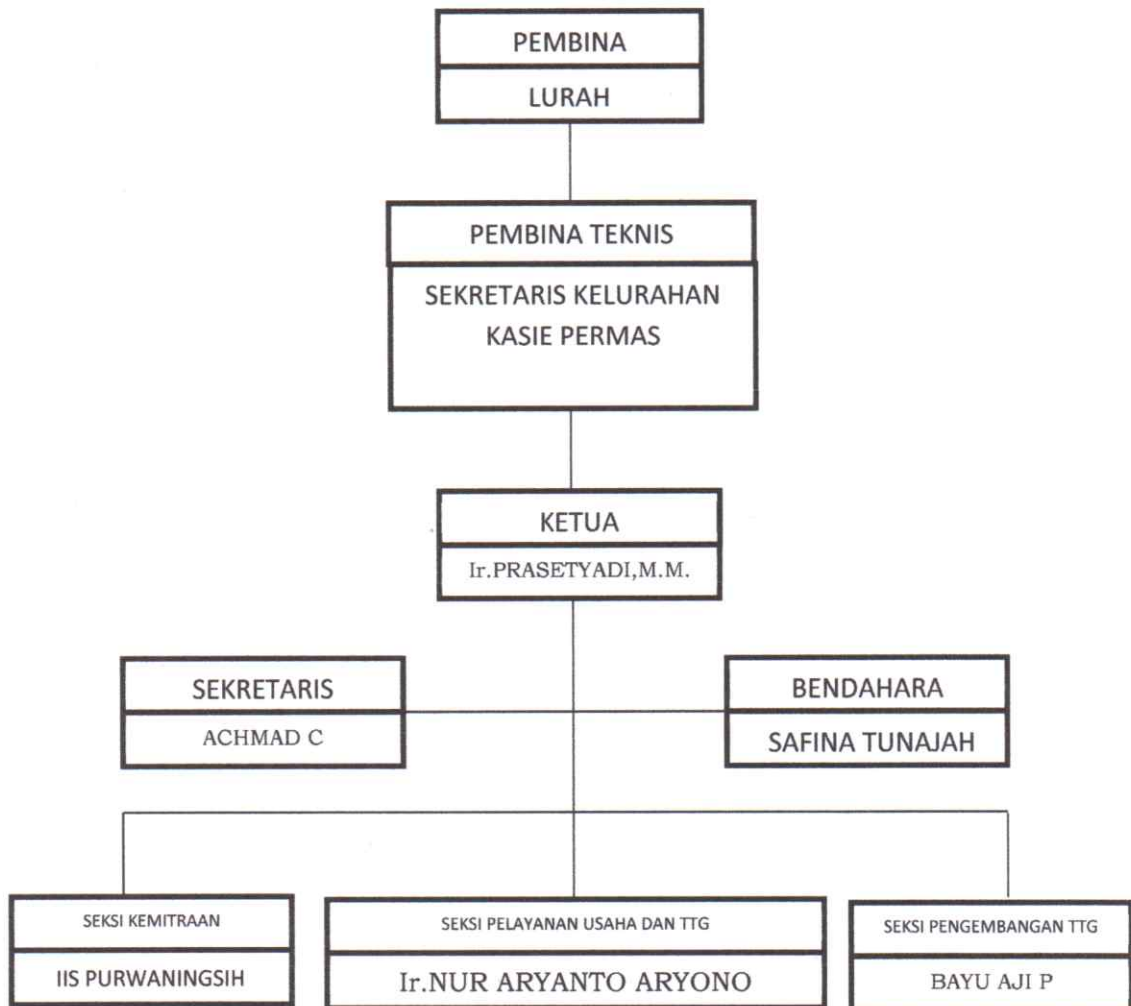 PEMBINA
LURAH
PEMBINA TEKNIS
SEKRETARIS KELURAHAN
KASIE PERMAS
KETUA
Ir.PRASETYADI,M.M.
SEKRETARIS
ACHMAD C
BENDAHARA
SAFINA TUNAJAH
SEKSI KEMITRAAN
IIS PURWANINGSIH
SEKSI PELAYANAN USAHA DAN TTG
Ir.NUR ARYANTO ARYONO
SEKSI PENGEMBANGAN TTG
BAYU AJI P